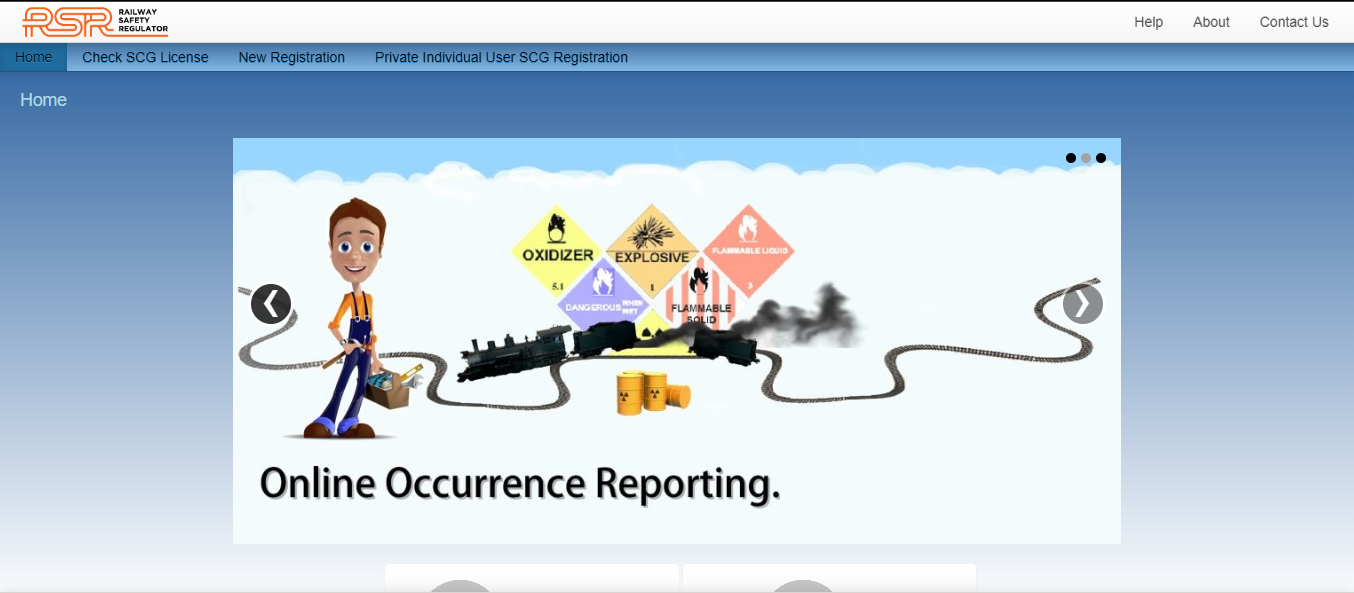 RSR RAILWAY
SAFETY
REGULATOR
Help About Contact Us
Home Check SCG License New Registration Private Individual User SCG Registration
Home
OXIDIZER
5.1
EXPLOSIVE
1
FLAMMABLE LIQUID
3
DANGEROUS WHEN
WET
FLAMMABLE
SOLID
Online Occurrence Reporting.